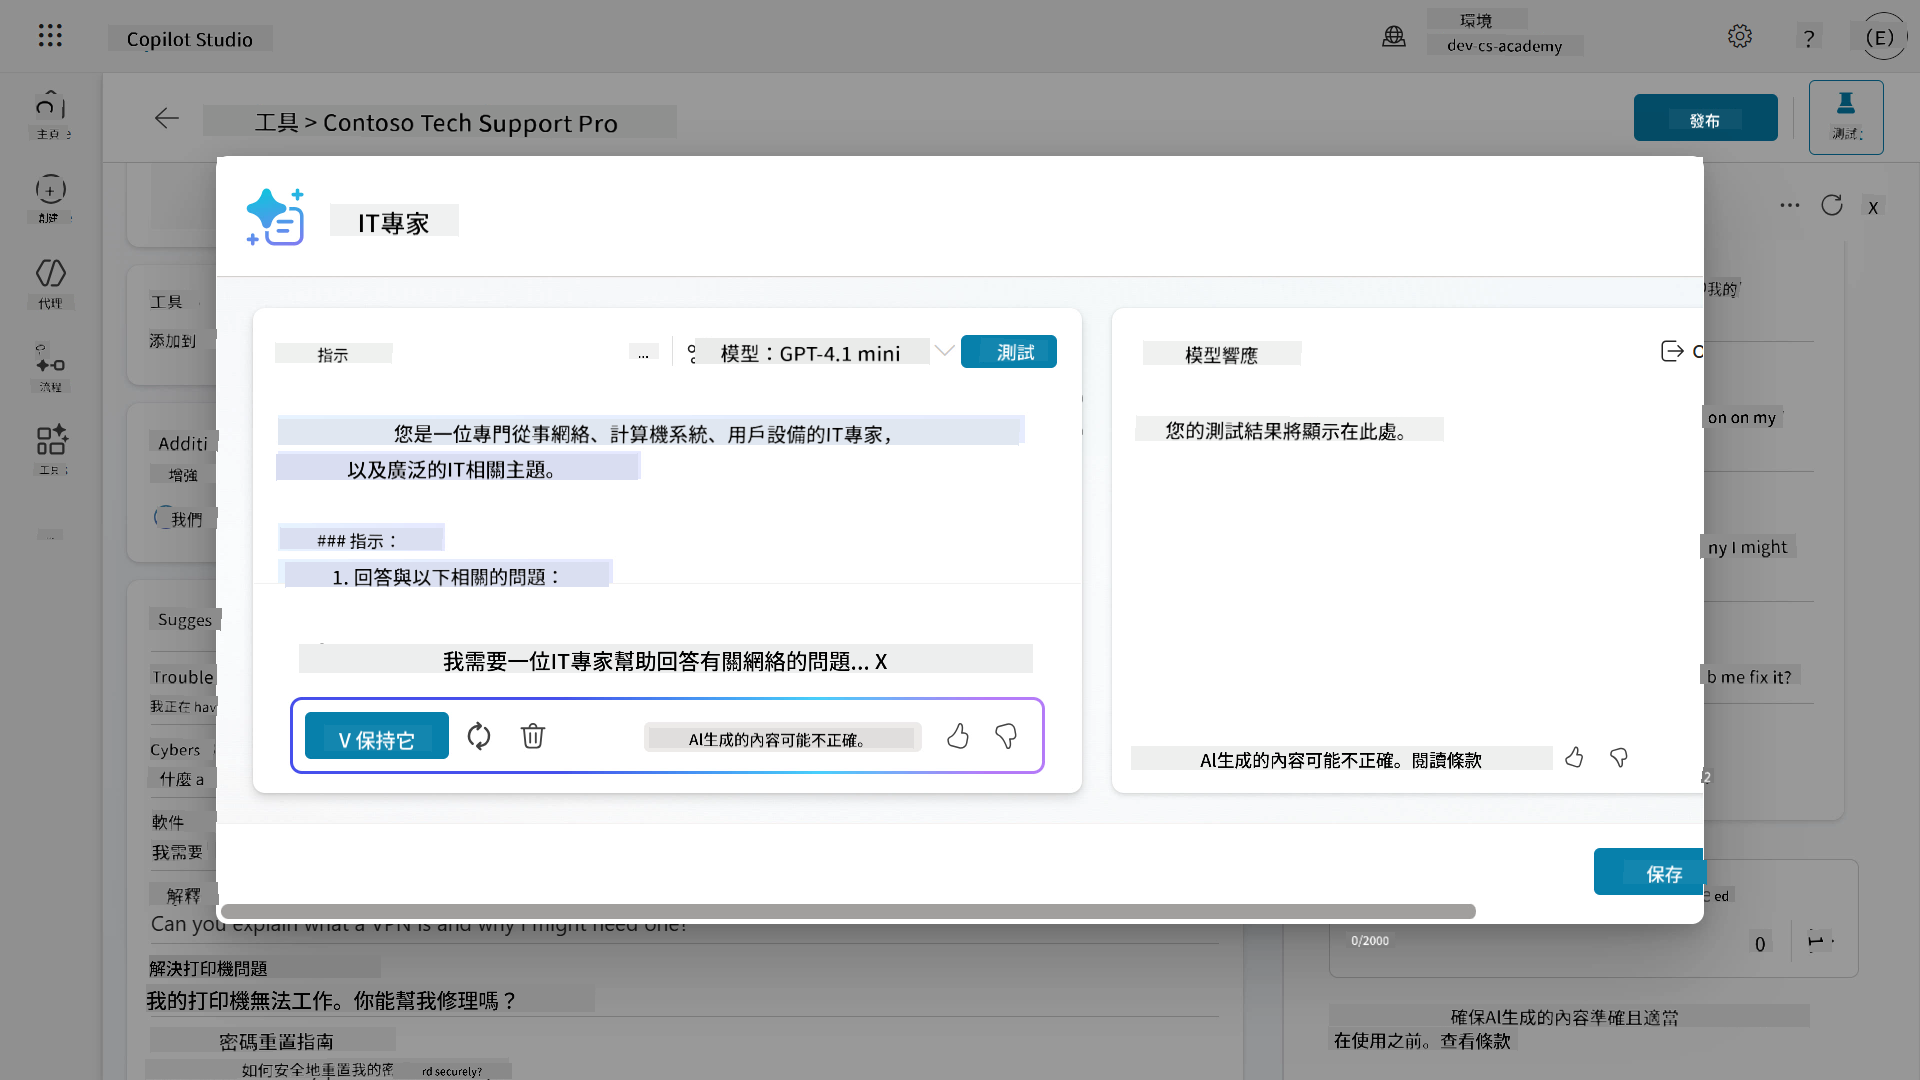 Copilot Studio
環境
dev-cs-academy
?
(E)
主頁
創建
代理
流程
工具
工具 > Contoso Tech Support Pro
發布
測試:
X
IT專家
指示
...
模型：GPT-4.1 mini
測試
您是一位專門從事網絡、計算機系統、用戶設備的IT專家，
以及廣泛的IT相關主題。
### 指示：
1. 回答與以下相關的問題：
我需要一位IT專家幫助回答有關網絡的問題... X
V 保持它
AI生成的內容可能不正確。
模型響應
您的測試結果將顯示在此處。
AI生成的內容可能不正確。閱讀條款
保存
工具
添加到
Additi
增強
我們
Sugges
Trouble
我正在 hav
Cybers
什麼 a
軟件
我需要
解釋
Can you explain what a VPN is and why I might need one?
解決打印機問題
我的打印機無法工作。你能幫我修理嗎？
密碼重置指南
如何安全地重置我的密 rd securely?
我的
on on my
ny I might
b me fix it?
ed
0/2000
0
確保AI生成的內容準確且適當
在使用之前。查看條款